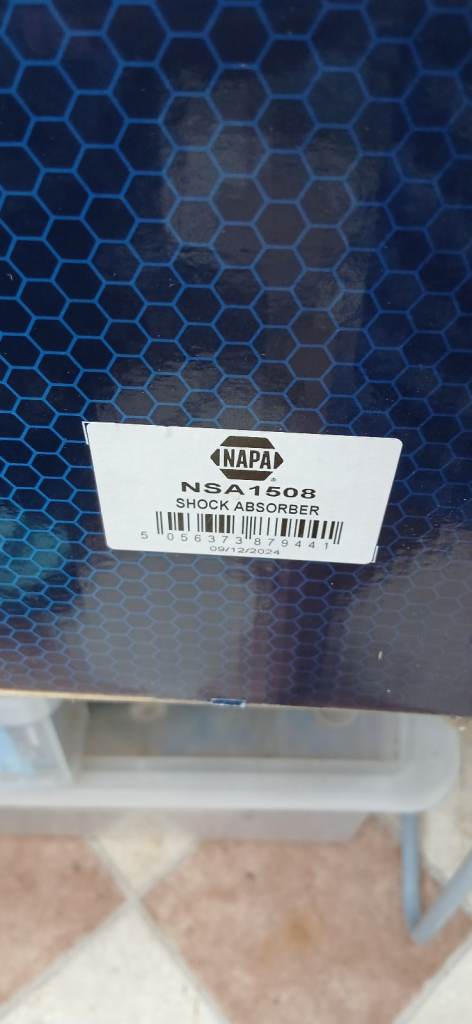 NAPA
®
NSA1508
SHOCK ABSORBER
5 056373 879441
09/12/2024